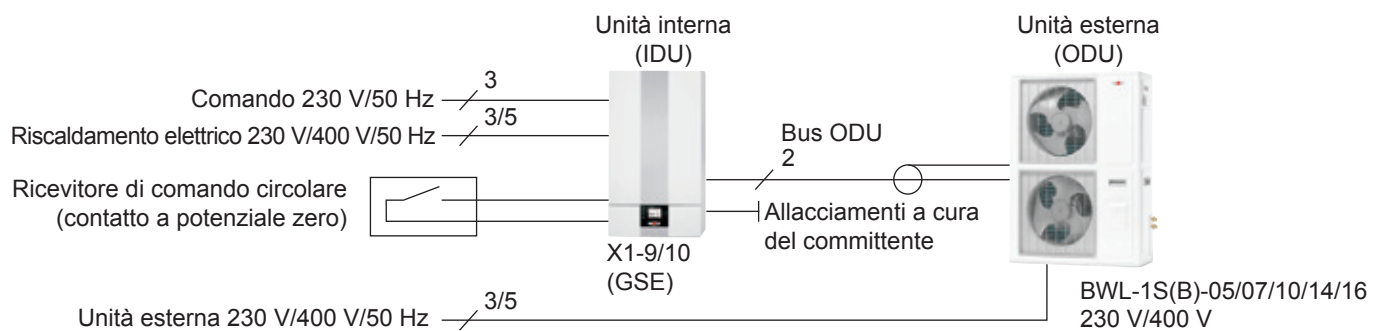 Unità interna
(IDU)
Unità esterna
(ODU)
3
Comando 230 V/50 Hz
3/5
Riscaldamento elettrico 230 V/400 V/50 Hz
Bus ODU
2
Ricevitore di comando circolare
(contatto a potenziale zero)
Allacciamenti a cura
del committente
X1-9/10
(GSE)
BWL-1S(B)-05/07/10/14/16
230 V/400 V
3/5
Unità esterna 230 V/400 V/50 Hz